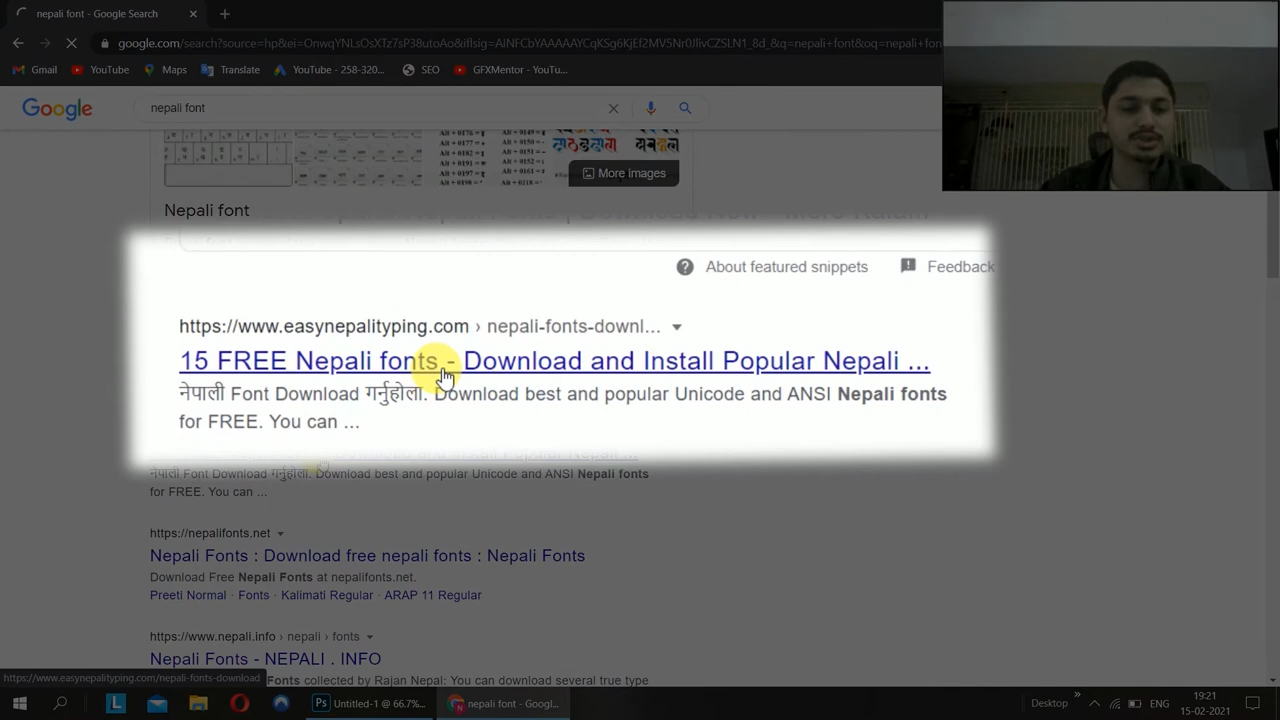 nepali font - Google Search
google.com/search?source=hp&ei=OnwqYNLsOsXTz7sP38utoAo&iflsig=AINFCbYAAAAAYCqKSg6KjEf2MV5Nr0JlivCZSLN1_8d_&q=nepali+font&oq=nepali+fon
Gmail YouTube Maps Translate YouTube - 258-320... SEO GFXMentor - YouTu...
Google nepali font
More images
Nepali font
About featured snippets Feedback
https://www.easynepalityping.com › nepali-fonts-downl...
15 FREE Nepali fonts - Download and Install Popular Nepali ...
नेपाली Font Download गर्नुहोला. Download best and popular Unicode and ANSI Nepali fonts
for FREE. You can ...
नेपाली Font Download गर्नुहोला. Download best and popular Unicode and ANSI Nepali fonts
for FREE. You can ...
https://nepalifonts.net
Nepali Fonts : Download free nepali fonts : Nepali Fonts
Download Free Nepali Fonts at nepalifonts.net.
Preeti Normal · Fonts · Kalimati Regular · ARAP 11 Regular
https://www.nepali.info › nepali › fonts
Nepali Fonts - NEPALI . INFO
Fonts collected by Rajan Nepal: You can download several true type
https://www.easynepalityping.com/nepali-fonts-download
Untitled-1 @ 66.7%... nepali font - Googl... Desktop ENG 19:21
15-02-2021